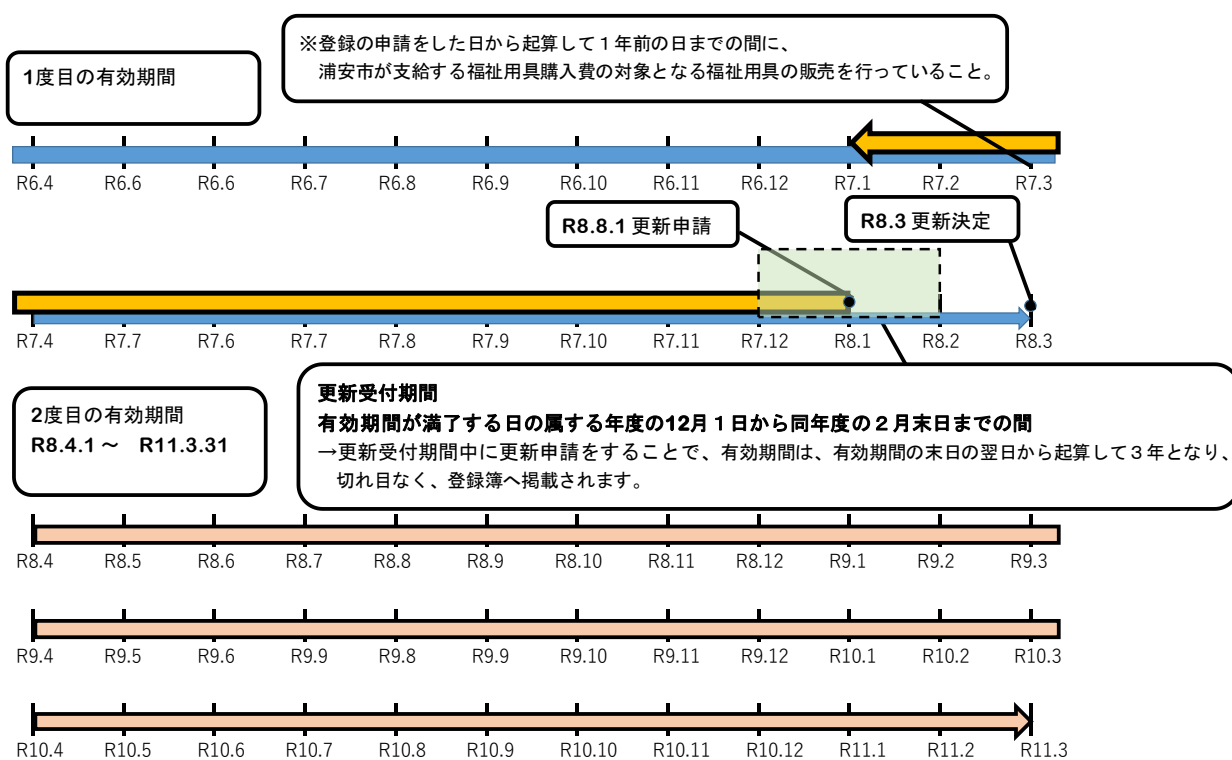 ※登録の申請をした日から起算して１年前の日までの間に、
浦安市が支給する福祉用具購入費の対象となる福祉用具の販売を行っていること。
1度目の有効期間
R6.4 R6.6 R6.6 R6.7 R6.8 R6.9 R6.10 R6.11 R6.12 R7.1 R7.2 R7.3
R8.8.1 更新申請
R8.3 更新決定
R7.4 R7.7 R7.6 R7.7 R7.8 R7.9 R7.10 R7.11 R7.12 R8.1 R8.2 R8.3
2度目の有効期間
R8.4.1 ～ R11.3.31
更新受付期間
有効期間が満了する日の属する年度の12月１日から同年度の２月末日までの間
→更新受付期間中に更新申請をすることで、有効期間は、有効期間の末日の翌日から起算して３年となり、
切れ目なく、登録簿へ掲載されます。
R8.4 R8.5 R8.6 R8.7 R8.8 R8.9 R8.10 R8.11 R8.12 R9.1 R9.2 R9.3
R9.4 R9.5 R9.6 R9.9 R9.8 R9.9 R9.10 R9.11 R9.12 R10.1 R10.2 R10.3
R10.4 R10.5 R10.6 R10.7 R10.8 R10.9 R10.10 R10.11 R10.12 R11.1 R11.2 R11.3